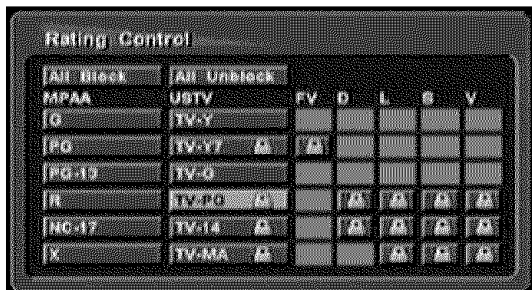 Rating Control
All Block All Unblock
MPAA USTV FV D L S V
G TV-Y
PG TV-Y7
PG-13 TV-G
R TV-PG
NC-17 TV-14
X TV-MA